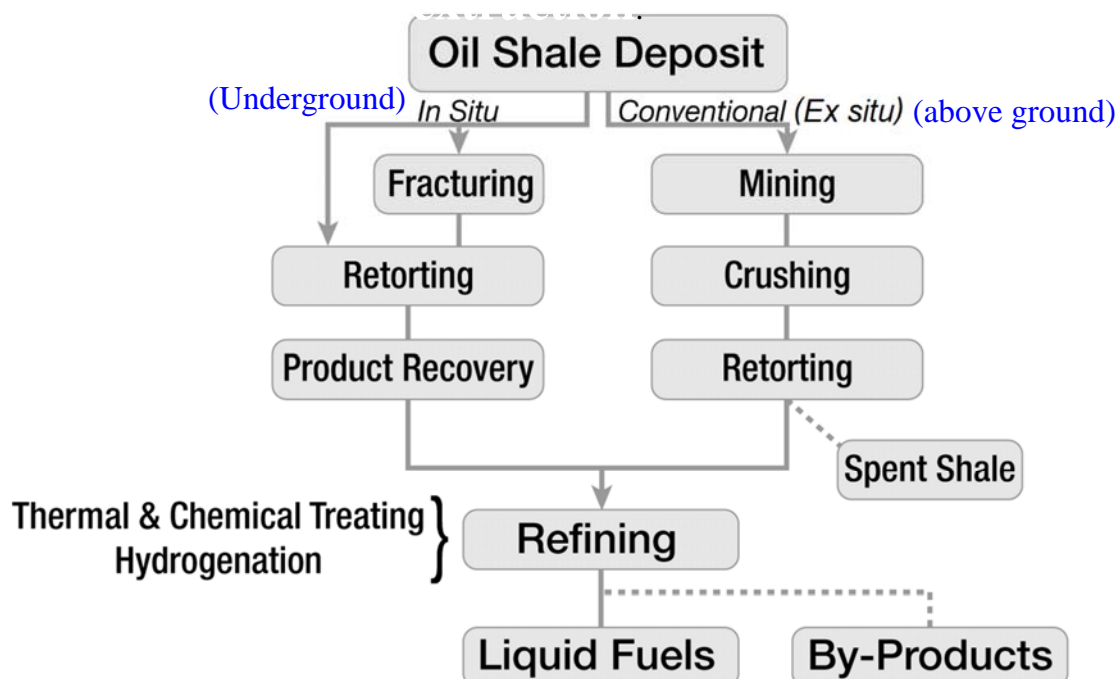 extraction.
Oil Shale Deposit
(Underground) In Situ Conventional (Ex situ) (above ground)
Fracturing Mining
Retorting Crushing
Product Recovery Retorting
Spent Shale
Thermal & Chemical Treating
Hydrogenation } Refining
Liquid Fuels By-Products